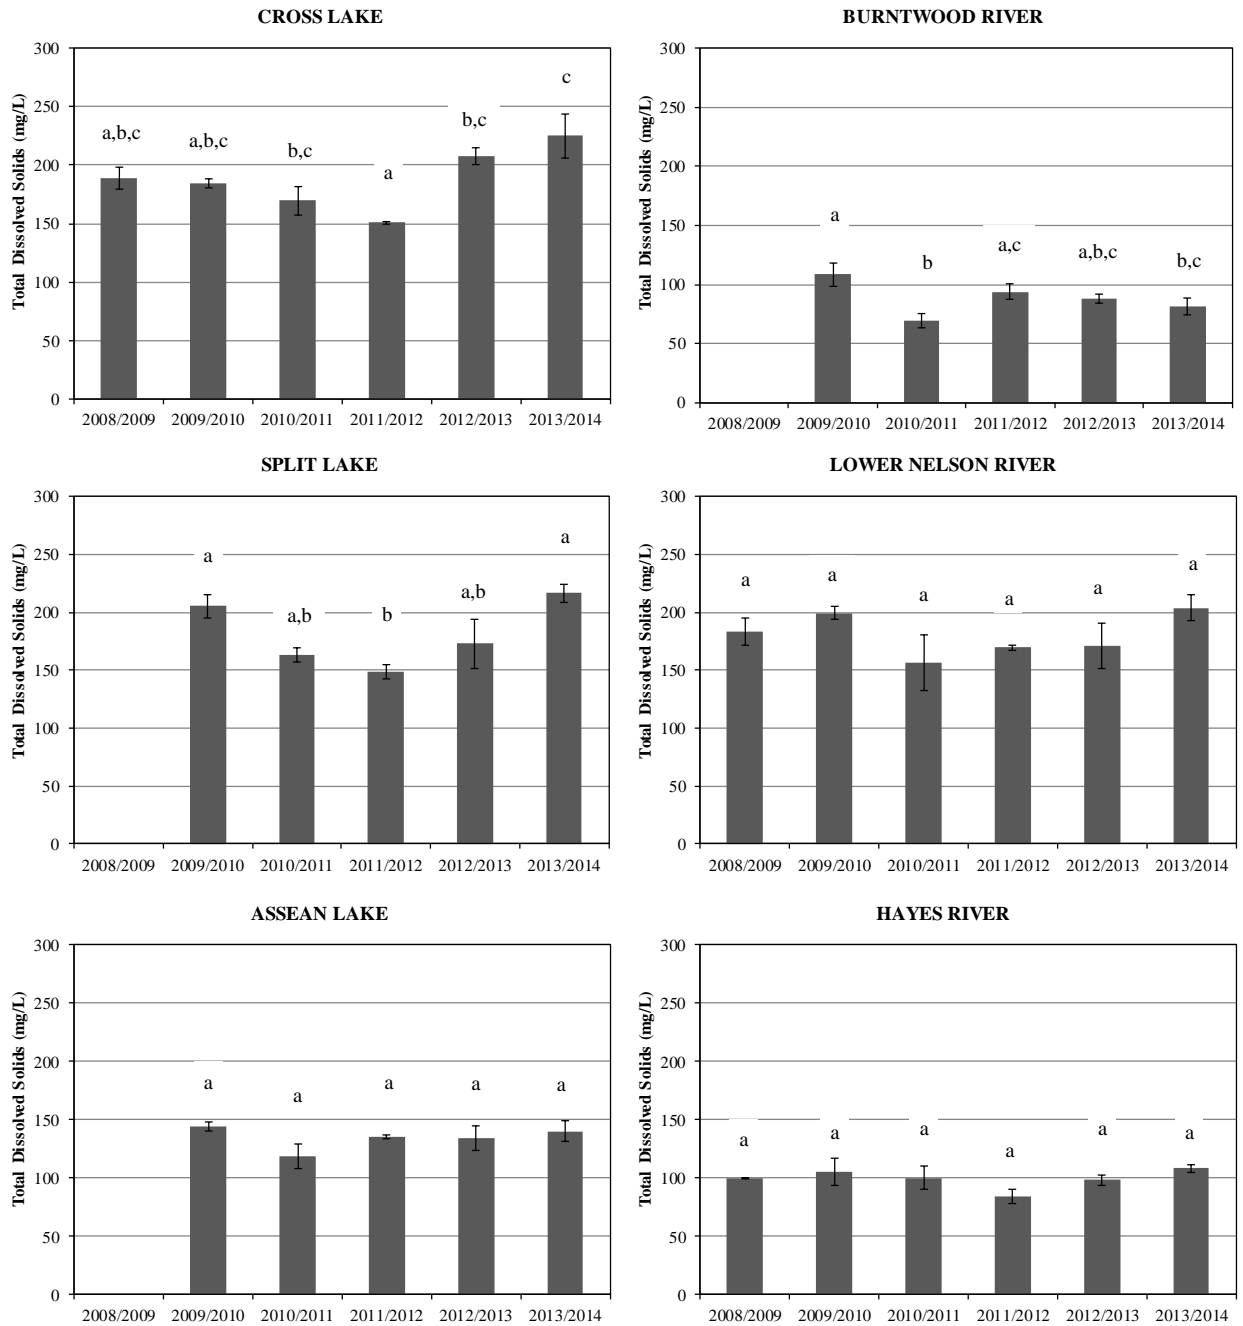 CROSS LAKE
Total Dissolved Solids (mg/L)
300
250
200
150
100
50
0
a,b,c
a,b,c
b,c
a
b,c
c
2008/2009 2009/2010 2010/2011 2011/2012 2012/2013 2013/2014
BURNTWOOD RIVER
Total Dissolved Solids (mg/L)
300
250
200
150
100
50
0
a
b
a,c
a,b,c
b,c
2008/2009 2009/2010 2010/2011 2011/2012 2012/2013 2013/2014
SPLIT LAKE
Total Dissolved Solids (mg/L)
300
250
200
150
100
50
0
a
a,b
b
a,b
a
2008/2009 2009/2010 2010/2011 2011/2012 2012/2013 2013/2014
LOWER NELSON RIVER
Total Dissolved Solids (mg/L)
300
250
200
150
100
50
0
a
a
a
a
a
a
2008/2009 2009/2010 2010/2011 2011/2012 2012/2013 2013/2014
ASSEAN LAKE
Total Dissolved Solids (mg/L)
300
250
200
150
100
50
0
a
a
a
a
a
2008/2009 2009/2010 2010/2011 2011/2012 2012/2013 2013/2014
HAYES RIVER
Total Dissolved Solids (mg/L)
300
250
200
150
100
50
0
a
a
a
a
a
a
2008/2009 2009/2010 2010/2011 2011/2012 2012/2013 2013/2014